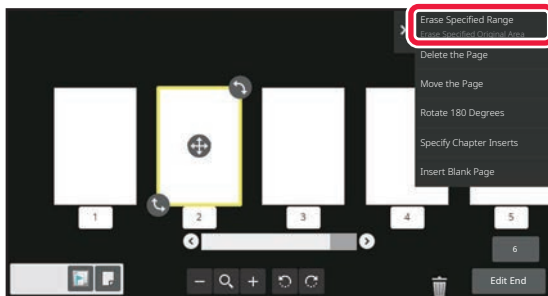 Erase Specified Range
Erase Specified Original Area
Delete the Page
Move the Page
Rotate 180 Degrees
Specify Chapter Inserts
Insert Blank Page
1
2
3
4
5
6
Edit End